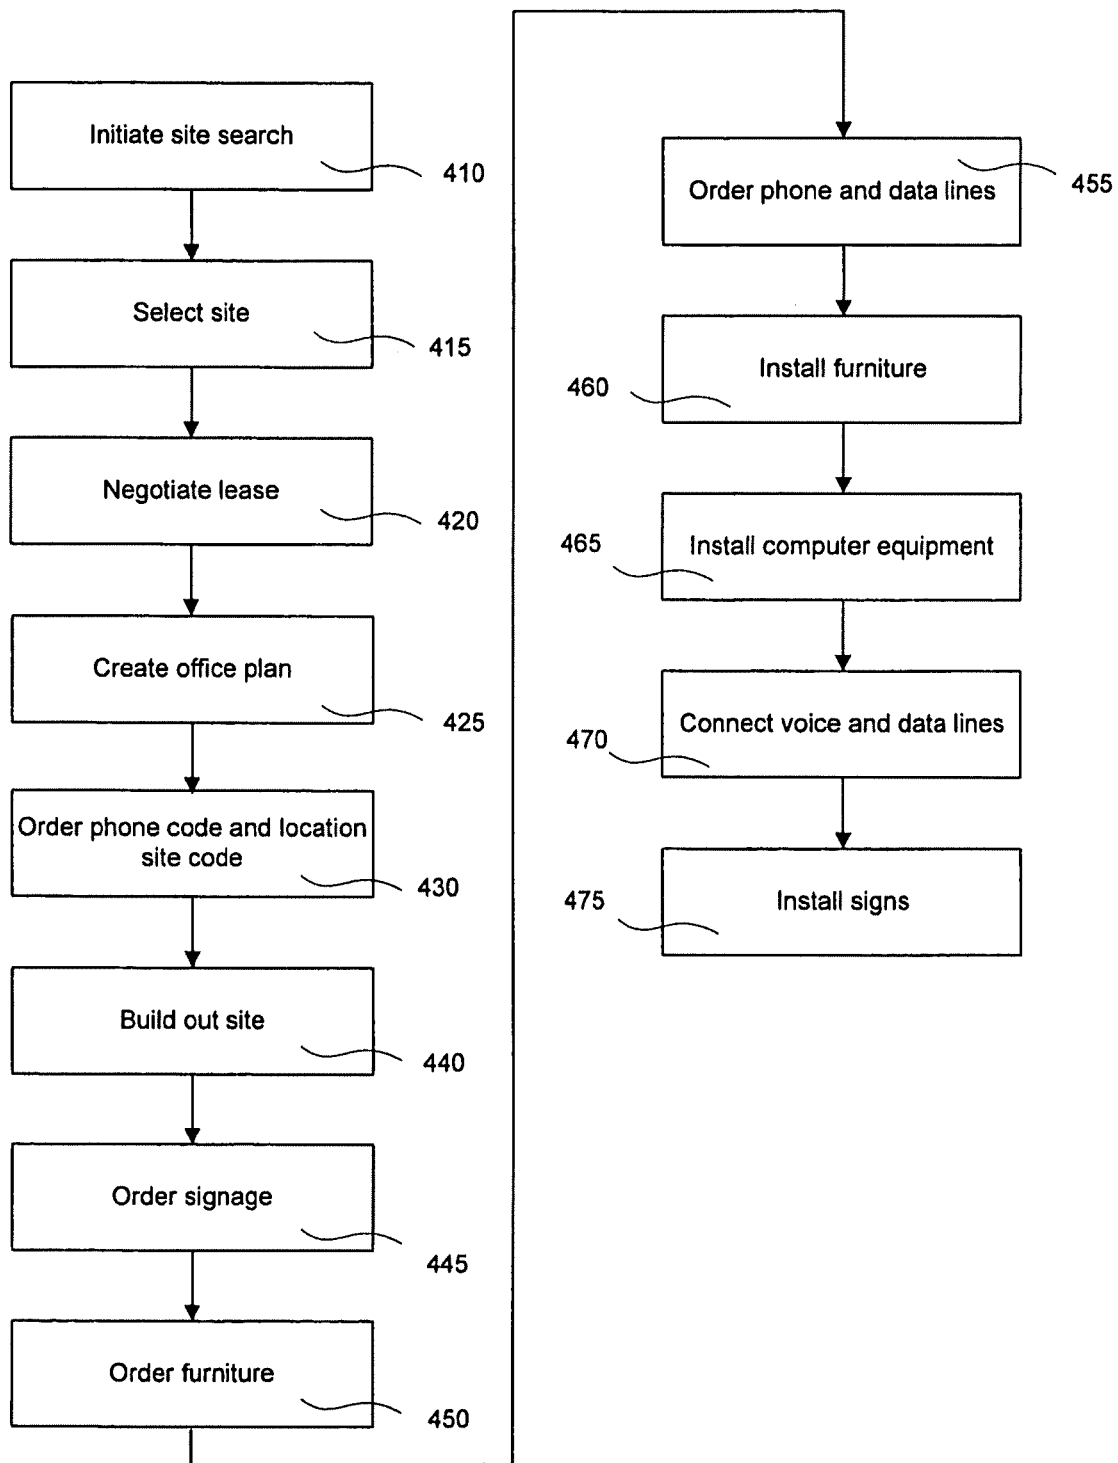 Initiate site search
410
Select site
415
Negotiate lease
420
Create office plan
425
Order phone code and location
site code
430
Build out site
440
Order signage
445
Order furniture
450
Order phone and data lines
455
Install furniture
460
Install computer equipment
465
Connect voice and data lines
470
Install signs
475